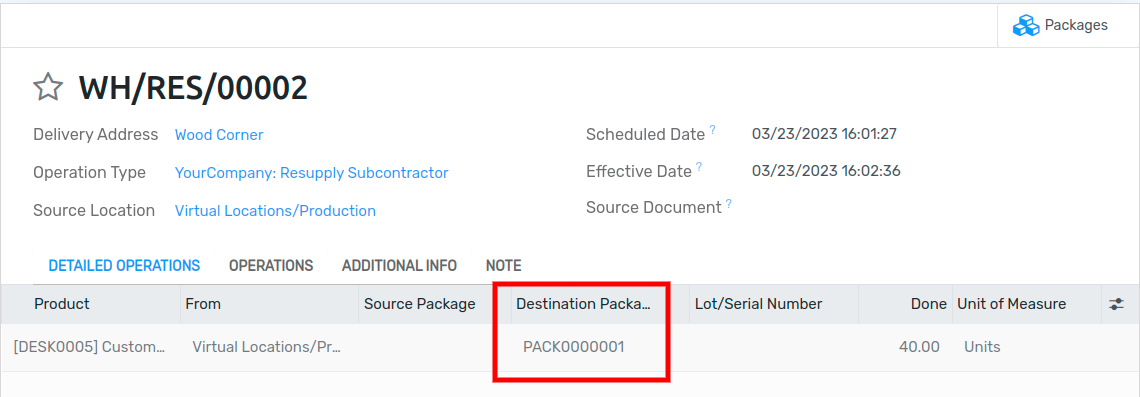 Packages
WH/RES/00002
Delivery Address Wood Corner
Scheduled Date ? 03/23/2023 16:01:27
Operation Type YourCompany: Resupply Subcontractor
Effective Date ? 03/23/2023 16:02:36
Source Location Virtual Locations/Production
Source Document ?
DETAILED OPERATIONS OPERATIONS ADDITIONAL INFO NOTE
Product From Source Package Destination Packa... Lot/Serial Number Done Unit of Measure
[DESK0005] Custom... Virtual Locations/Pr... PACK0000001 40.00 Units